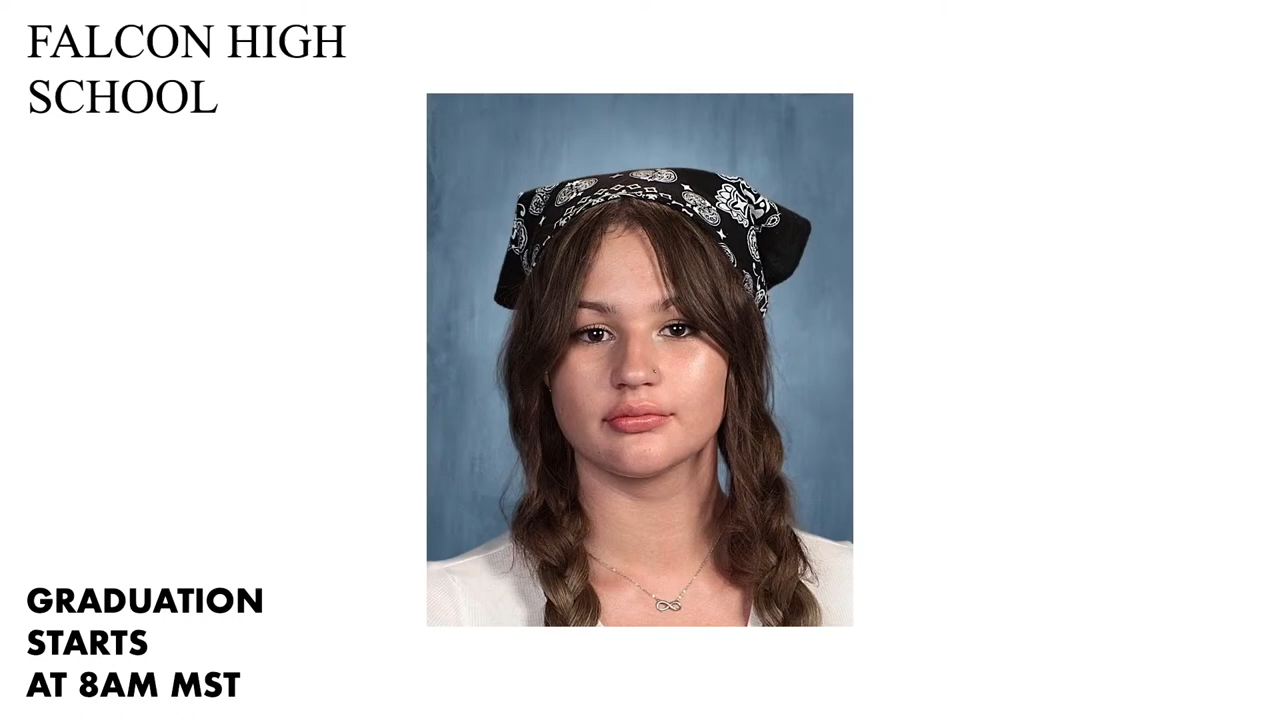 FALCON HIGH
SCHOOL
GRADUATION
STARTS
AT 8AM MST